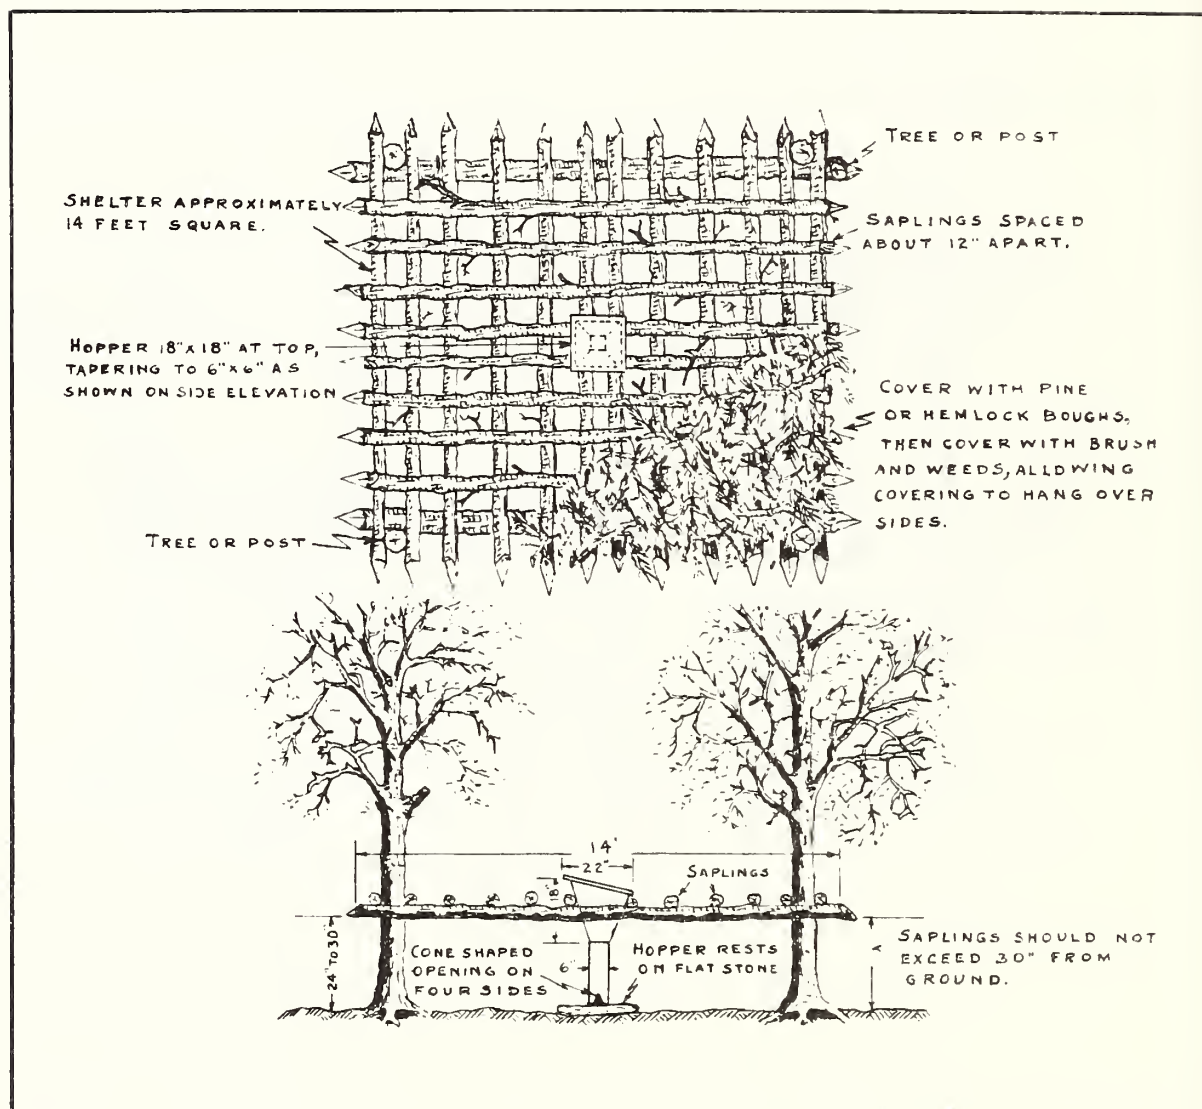 TREE OR POST
SHELTER APPROXIMATELY
14 FEET SQUARE.
SAPLINGS SPACED
ABOUT 12" APART.
HOPPER 18"X18" AT TOP,
TAPERING TO 6"X6" AS
SHOWN ON SIDE ELEVATION
COVER WITH PINE
OR HEMLOCK BOUGHS,
THEN COVER WITH BRUSH
AND WEEDS, ALLOWING
COVERING TO HANG OVER
SIDES.
TREE OR POST
14'
22"
18"
SAPLINGS
24" TO 30"
CONE SHAPED
OPENING ON
FOUR SIDES
6"
HOPPER RESTS
ON FLAT STONE
SAPLINGS SHOULD NOT
EXCEED 30" FROM
GROUND.